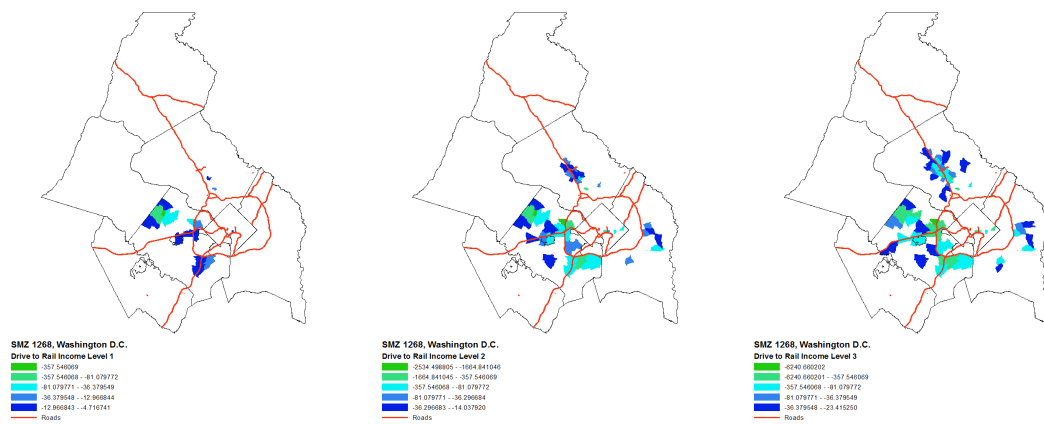 SMZ 1268, Washington D.C.
Drive to Rail Income Level 1
-357.546069
-357.546068 - -81.079772
-81.079771 - -36.379549
-36.379548 - -12.966844
-12.966843 - -4.716741
Roads
SMZ 1268, Washington D.C.
Drive to Rail Income Level 2
-2534.498805 - -1664.841046
-1664.841045 - -357.546069
-357.546068 - -81.079772
-81.079771 - -36.296684
-36.296683 - -14.037920
Roads
SMZ 1268, Washington D.C.
Drive to Rail Income Level 3
-6240.660202
-6240.660201 - -357.546069
-357.546068 - -81.079772
-81.079771 - -36.379549
-36.379548 - -23.415250
Roads